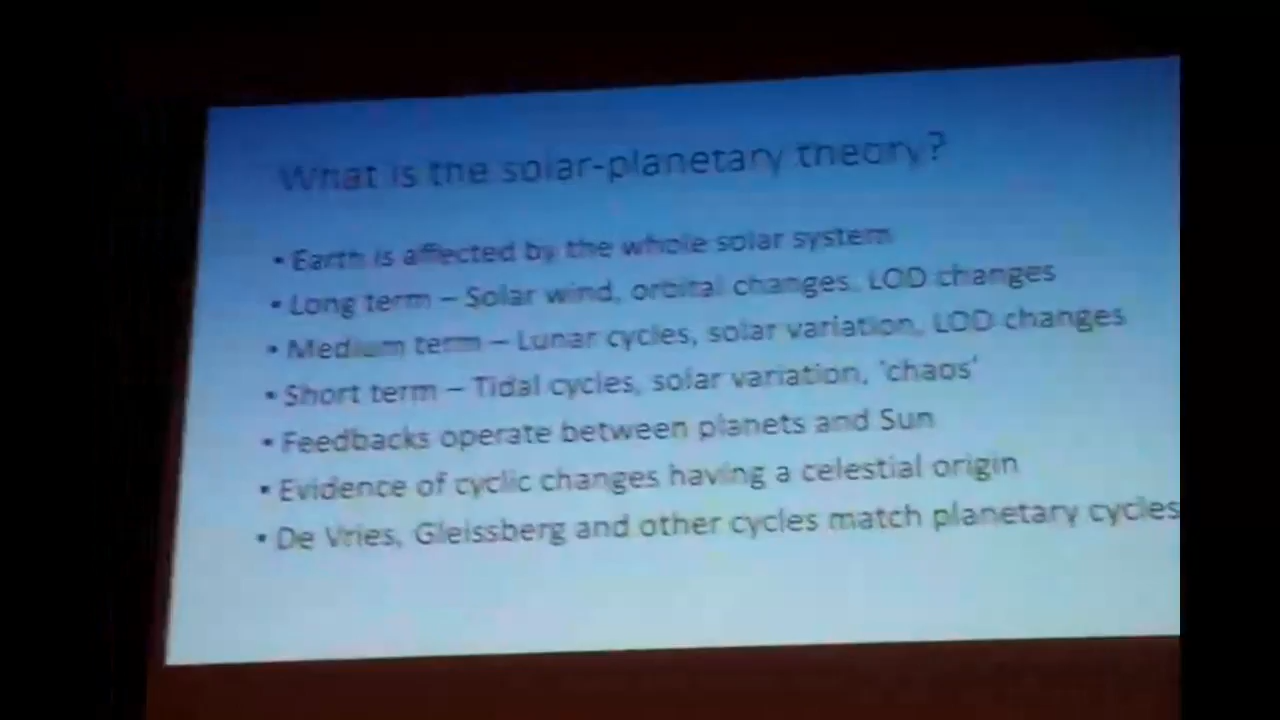 What is the solar-planetary theory?
• Earth is affected by the whole solar system
• Long term – Solar wind, orbital changes, LOD changes
• Medium term – Lunar cycles, solar variation, LOD changes
• Short term – Tidal cycles, solar variation, 'chaos'
• Feedbacks operate between planets and Sun
• Evidence of cyclic changes having a celestial origin
• De Vries, Gleissberg and other cycles match planetary cycles